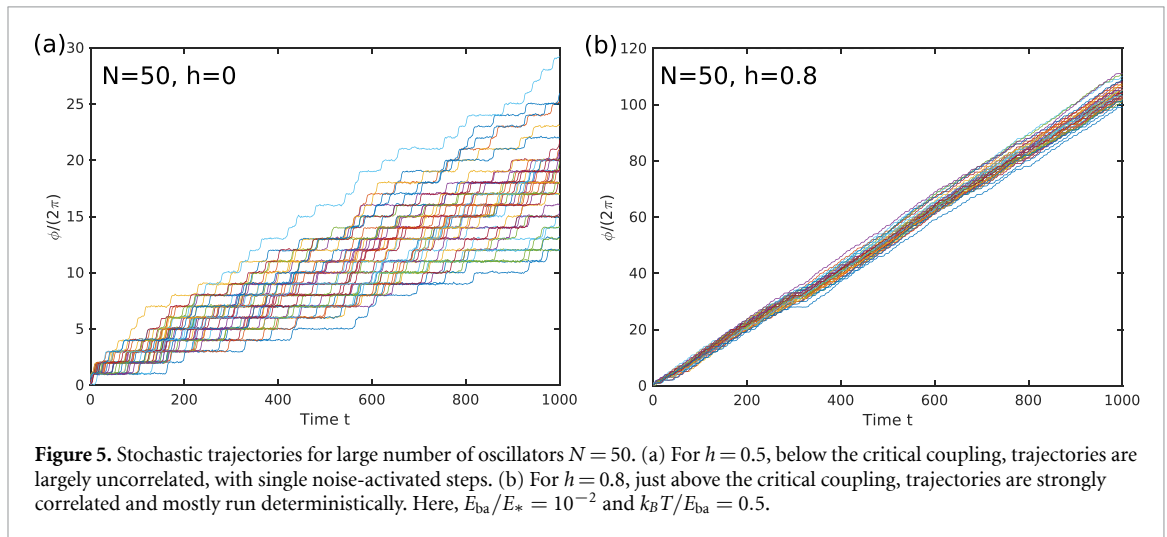 (a)
N=50, h=0
30
25
20
15
10
5
0
ϕ/(2π)
0 200 400 600 800 1000
Time t
(b)
N=50, h=0.8
120
100
80
60
40
20
0
ϕ/(2π)
0 200 400 600 800 1000
Time t
Figure 5. Stochastic trajectories for large number of oscillators N = 50. (a) For h = 0.5, below the critical coupling, trajectories are
largely uncorrelated, with single noise-activated steps. (b) For h = 0.8, just above the critical coupling, trajectories are strongly
correlated and mostly run deterministically. Here, E_ba/E_* = 10⁻² and k_BT/E_ba = 0.5.